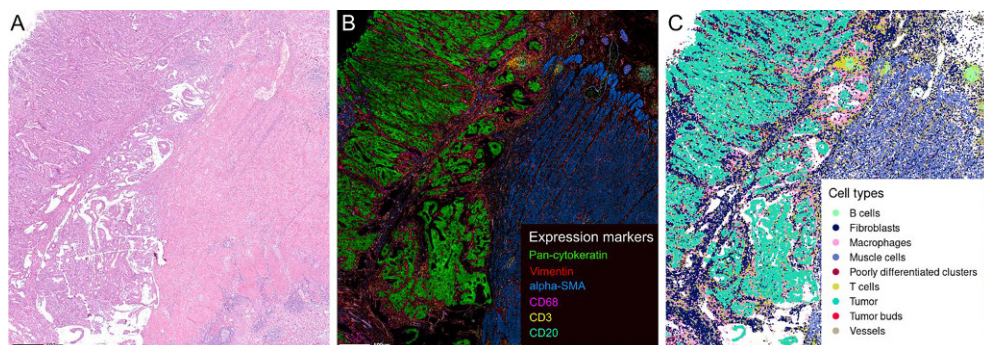 A
B
C
Expression markers
Pan-cytokeratin
Vimentin
alpha-SMA
CD68
CD3
CD20
Cell types
B cells
Fibroblasts
Macrophages
Muscle cells
Poorly differentiated clusters
T cells
Tumor
Tumor buds
Vessels